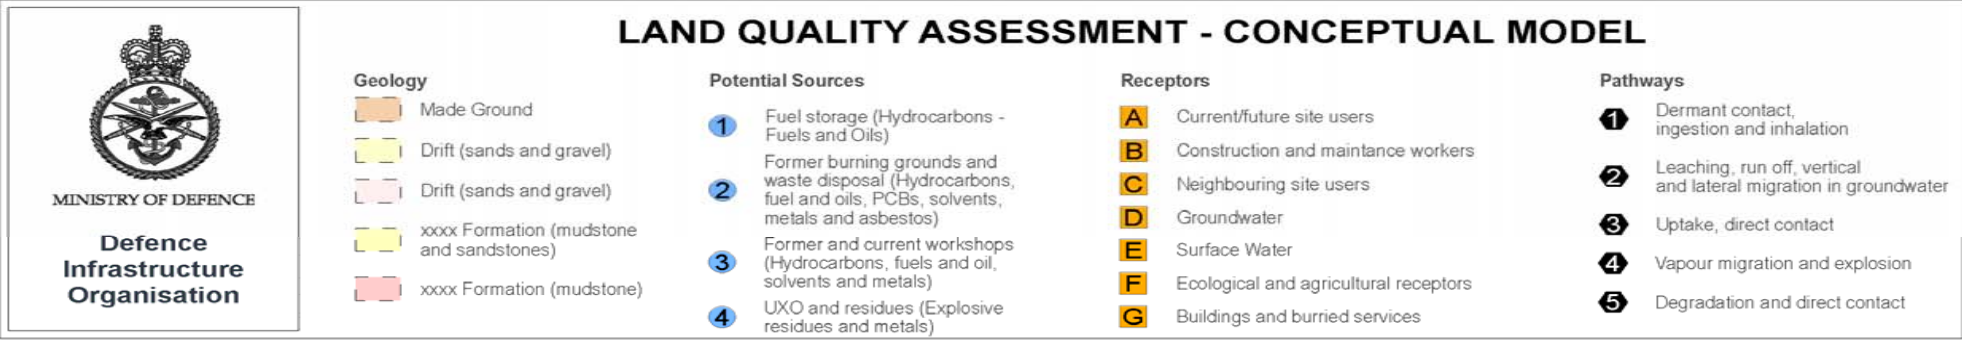 LAND QUALITY ASSESSMENT - CONCEPTUAL MODEL
MINISTRY OF DEFENCE
Defence
Infrastructure
Organisation
Geology
Made Ground
Drift (sands and gravel)
Drift (sands and gravel)
xxxx Formation (mudstone
and sandstones)
xxxx Formation (mudstone)
Potential Sources
1
Fuel storage (Hydrocarbons -
Fuels and Oils)
2
Former burning grounds and
waste disposal (Hydrocarbons,
fuel and oils, PCBs, solvents,
metals and asbestos)
3
Former and current workshops
(Hydrocarbons, fuels and oil,
solvents and metals)
4
UXO and residues (Explosive
residues and metals)
Receptors
A Current/future site users
B Construction and maintance workers
C Neighbouring site users
D Groundwater
E Surface Water
F Ecological and agricultural receptors
G Buildings and burried services
Pathways
1
Dermant contact,
ingestion and inhalation
2
Leaching, run off, vertical
and lateral migration in groundwater
3 Uptake, direct contact
4 Vapour migration and explosion
5 Degradation and direct contact